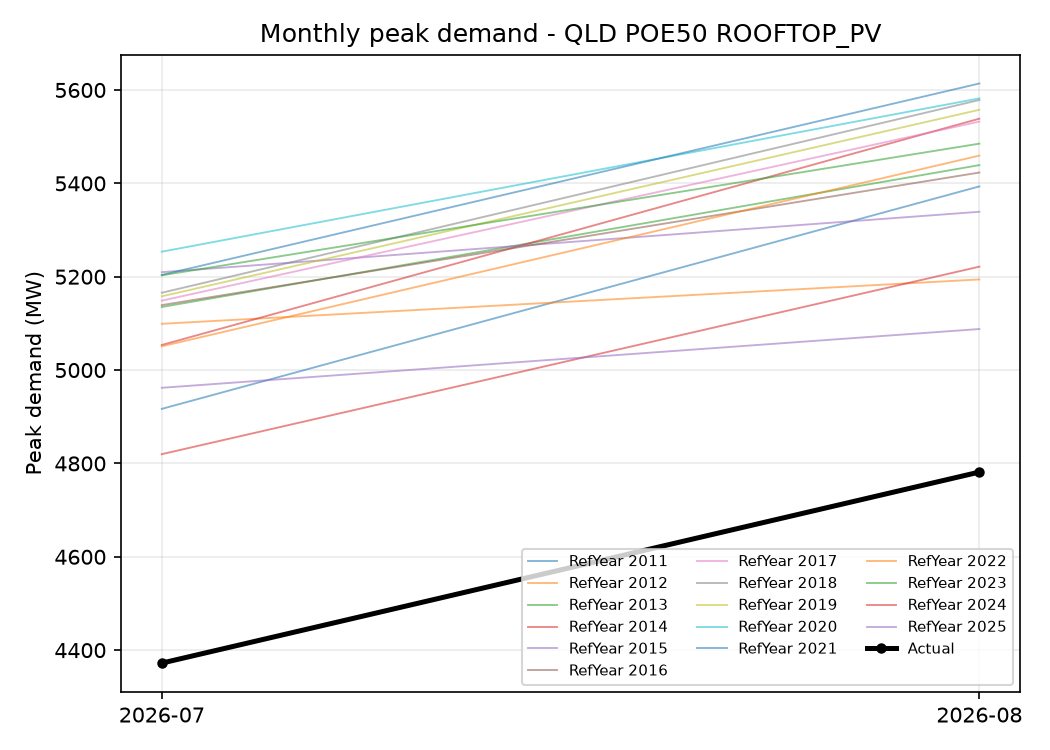 Monthly peak demand - QLD POE50 ROOFTOP_PV
Peak demand (MW)
5600
5400
5200
5000
4800
4600
4400
2026-07
2026-08
RefYear 2011
RefYear 2012
RefYear 2013
RefYear 2014
RefYear 2015
RefYear 2016
RefYear 2017
RefYear 2018
RefYear 2019
RefYear 2020
RefYear 2021
RefYear 2022
RefYear 2023
RefYear 2024
RefYear 2025
Actual